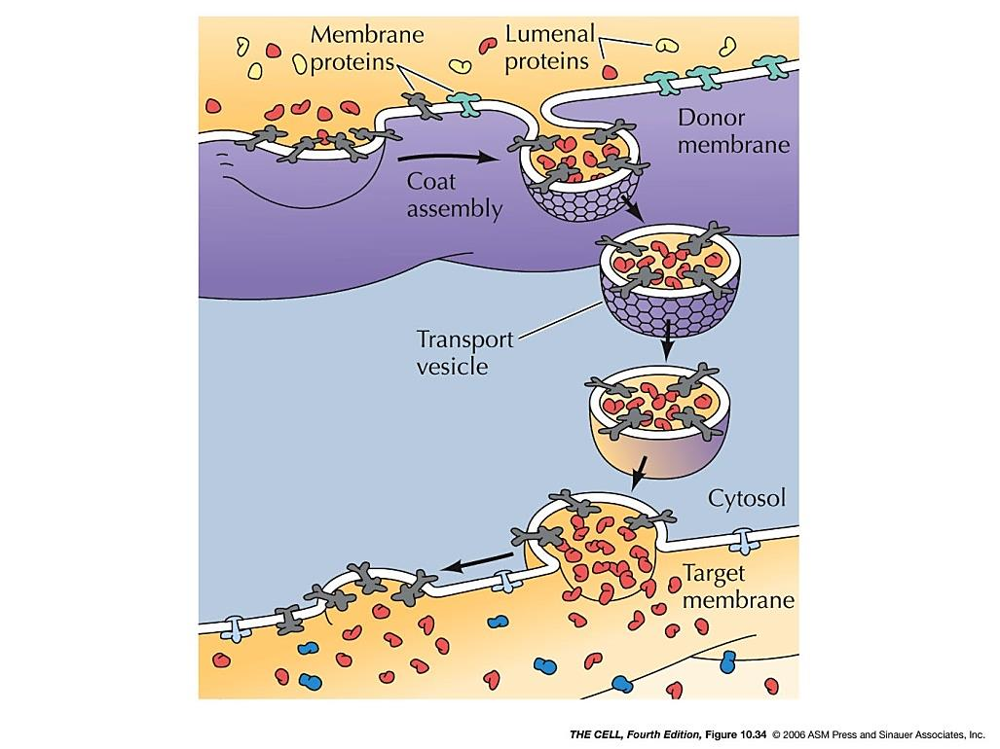 Membrane
proteins
Lumenal
proteins
Donor
membrane
Coat
assembly
Transport
vesicle
Cytosol
Target
membrane
THE CELL, Fourth Edition, Figure 10.34 © 2006 ASM Press and Sinauer Associates, Inc.